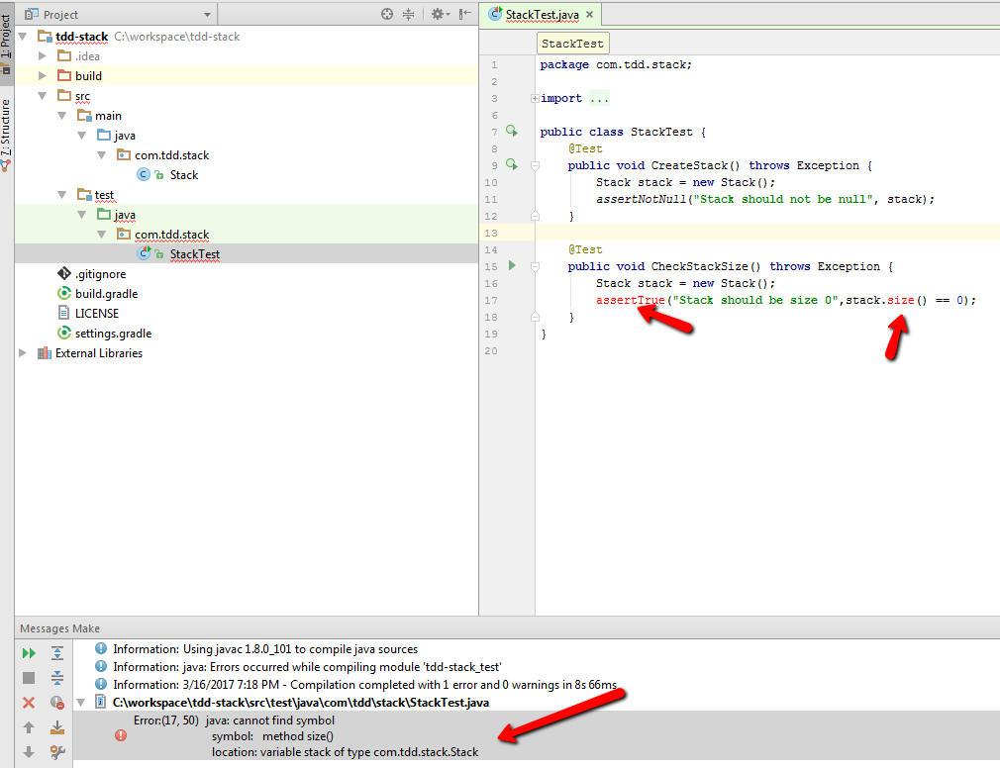 Project
StackTest.java
1: Project
7: Structure
tdd-stack C:\workspace\tdd-stack
.idea
build
src
main
java
com.tdd.stack
Stack
test
java
com.tdd.stack
StackTest
.gitignore
build.gradle
LICENSE
settings.gradle
External Libraries
StackTest
1 package com.tdd.stack;
2
3 import ...
6
7 public class StackTest {
8 @Test
9 public void CreateStack() throws Exception {
10 Stack stack = new Stack();
11 assertNotNull("Stack should not be null", stack);
12 }
13
14 @Test
15 public void CheckStackSize() throws Exception {
16 Stack stack = new Stack();
17 assertTrue("Stack should be size 0",stack.size() == 0);
18 }
19 }
20
Messages Make
Information: Using javac 1.8.0_101 to compile java sources
Information: java: Errors occurred while compiling module 'tdd-stack_test'
Information: 3/16/2017 7:18 PM - Compilation completed with 1 error and 0 warnings in 8s 66ms
C:\workspace\tdd-stack\src\test\java\com\tdd\stack\StackTest.java
Error:(17, 50) java: cannot find symbol
symbol: method size()
location: variable stack of type com.tdd.stack.Stack